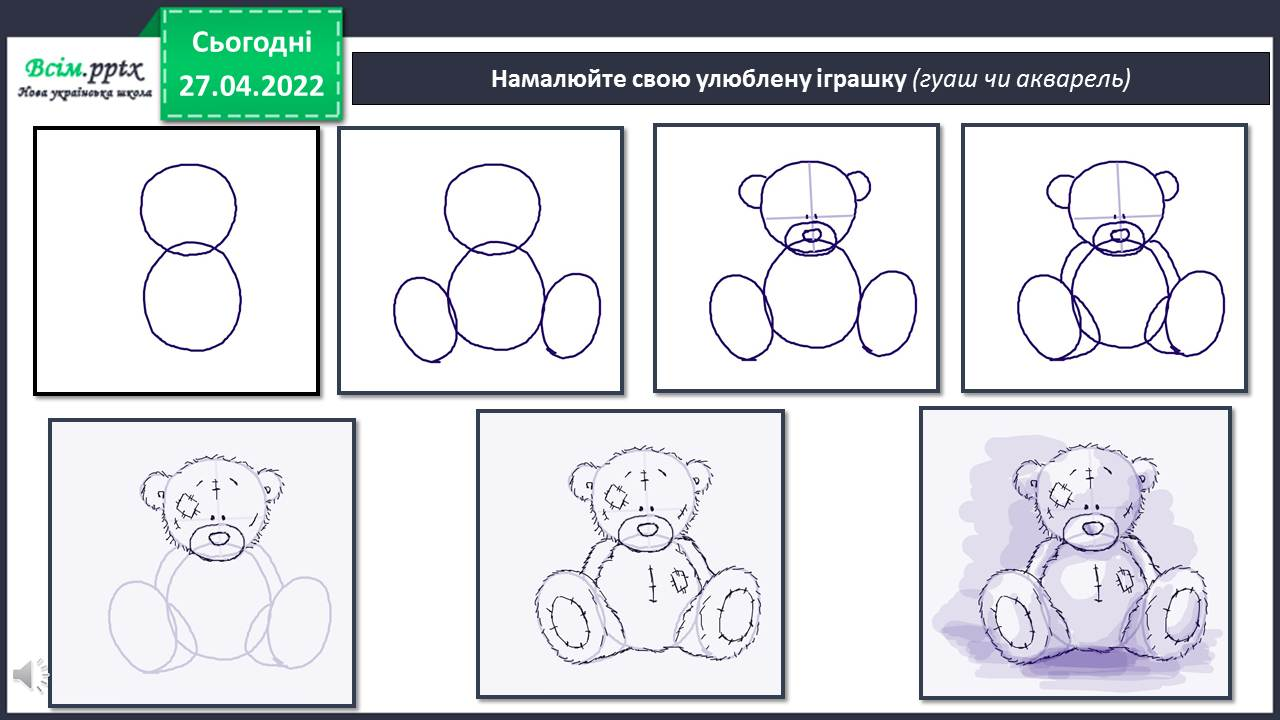 Сьогодні
27.04.2022
Всім.pptx
Нова українська школа
Намалюйте свою улюблену іграшку (гуаш чи акварель)